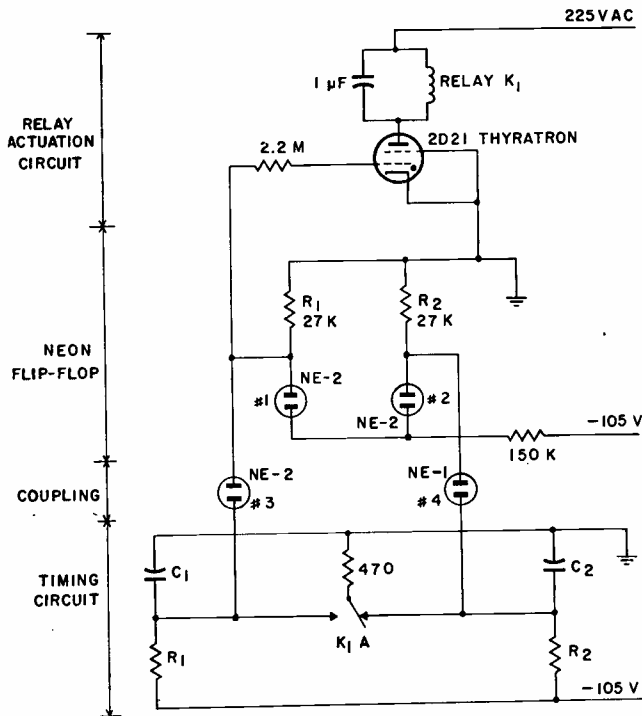 225VAC
1 µF
RELAY K1
RELAY
ACTUATION
CIRCUIT
2.2 M
2D21 THYRATRON
R1
27 K
R2
27 K
NEON
FLIP-FLOP
NE-2
#1
#2
NE-2
-105 V
150 K
COUPLING
NE-2
#3
NE-1
#4
TIMING
CIRCUIT
C1
470
C2
K1 A
R1
R2
-105 V